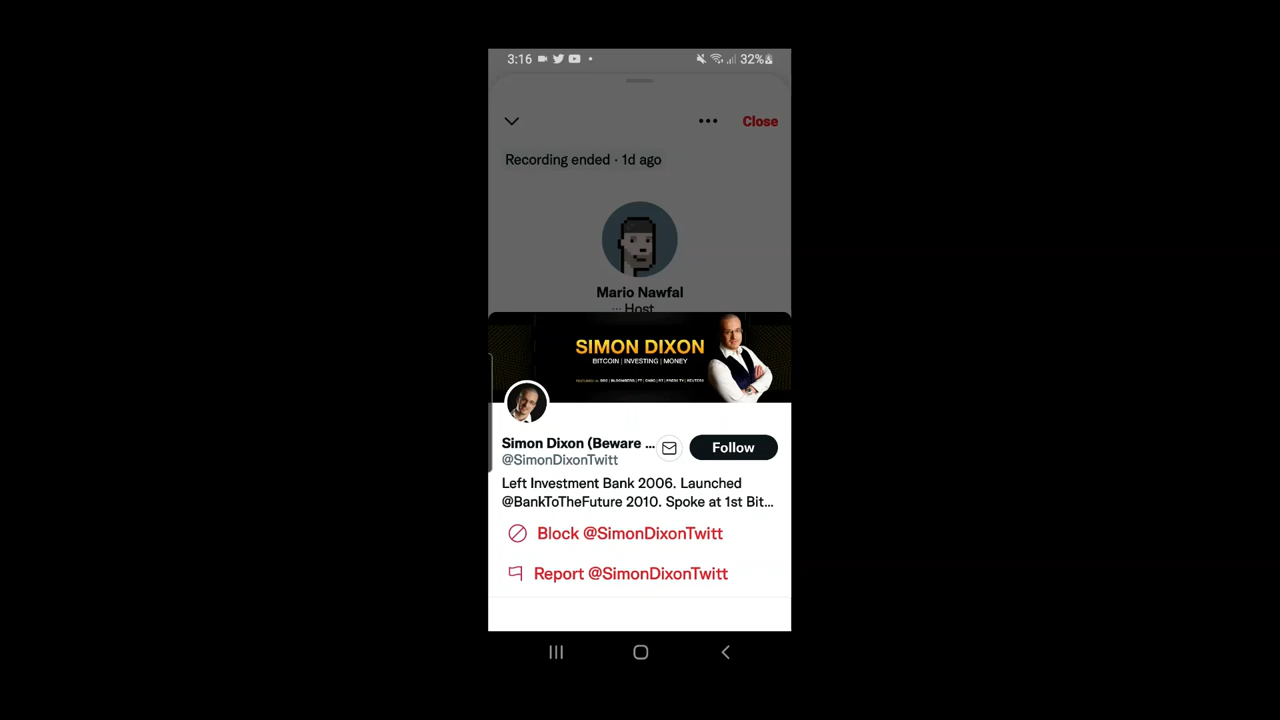 3:16
32%
Close
Recording ended · 1d ago
Mario Nawfal
Host
SIMON DIXON
BITCOIN | INVESTING | MONEY
Simon Dixon (Beware ...
Follow
@SimonDixonTwitt
Left Investment Bank 2006. Launched
@BankToTheFuture 2010. Spoke at 1st Bit...
Block @SimonDixonTwitt
Report @SimonDixonTwitt